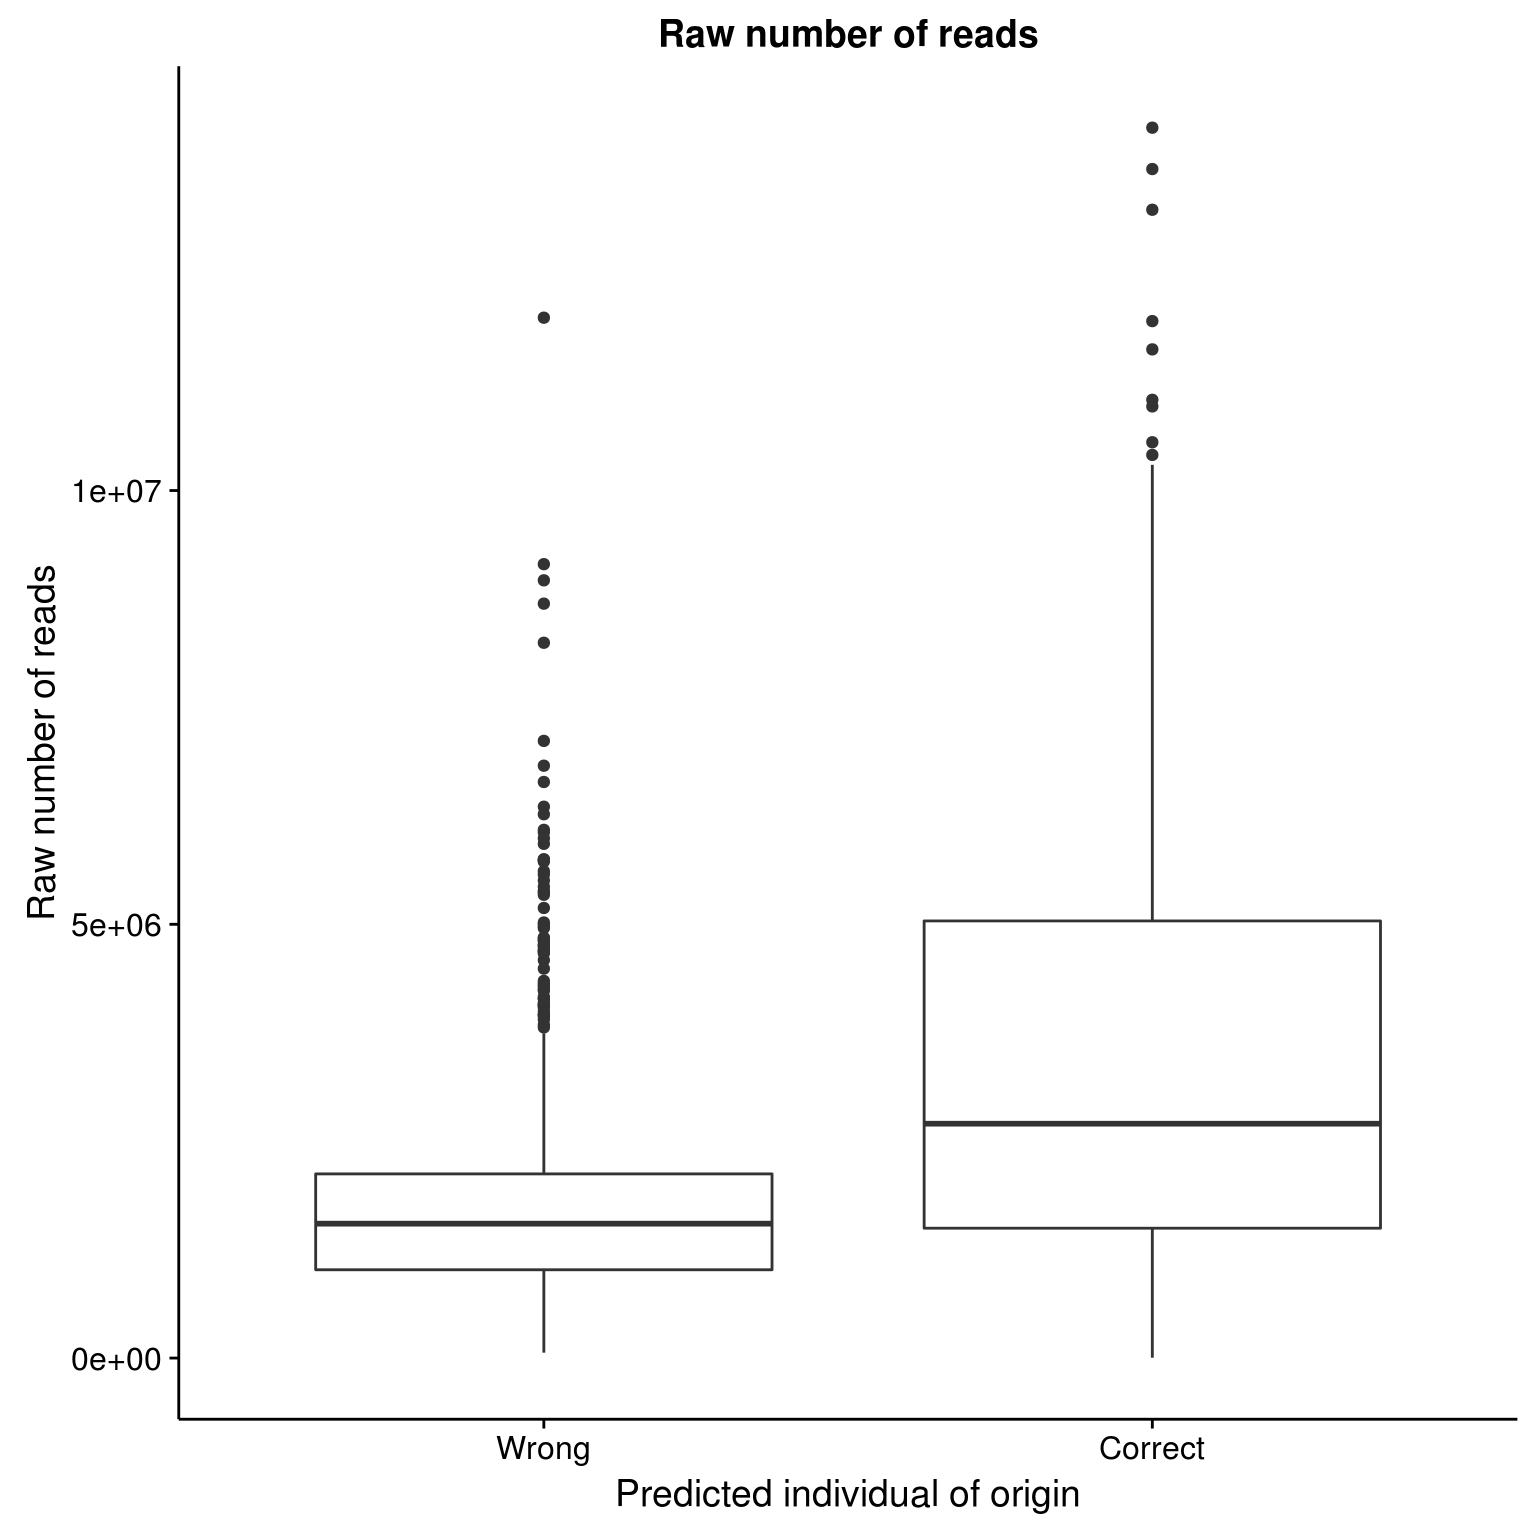 Raw number of reads
Raw number of reads
1e+07
5e+06
0e+00
Wrong
Correct
Predicted individual of origin